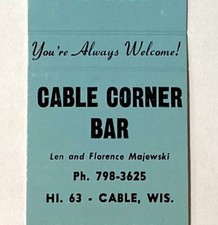 You're Always Welcome!
CABLE CORNER
BAR
Len and Florence Majewski
Ph. 798-3625
HI. 63 - CABLE, WIS.